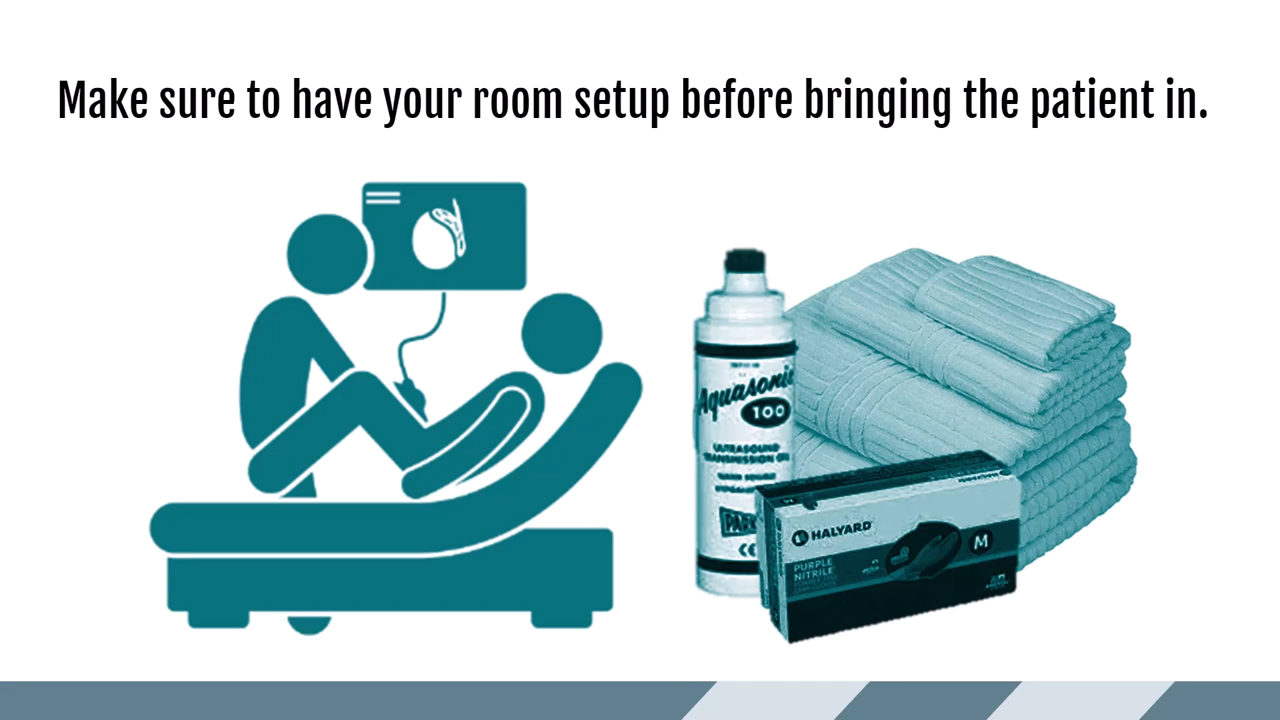 Make sure to have your room setup before bringing the patient in.
Aquasonic
100
ULTRASOUND
TRANSMISSION GEL
HALYARD
M
PURPLE
NITRILE